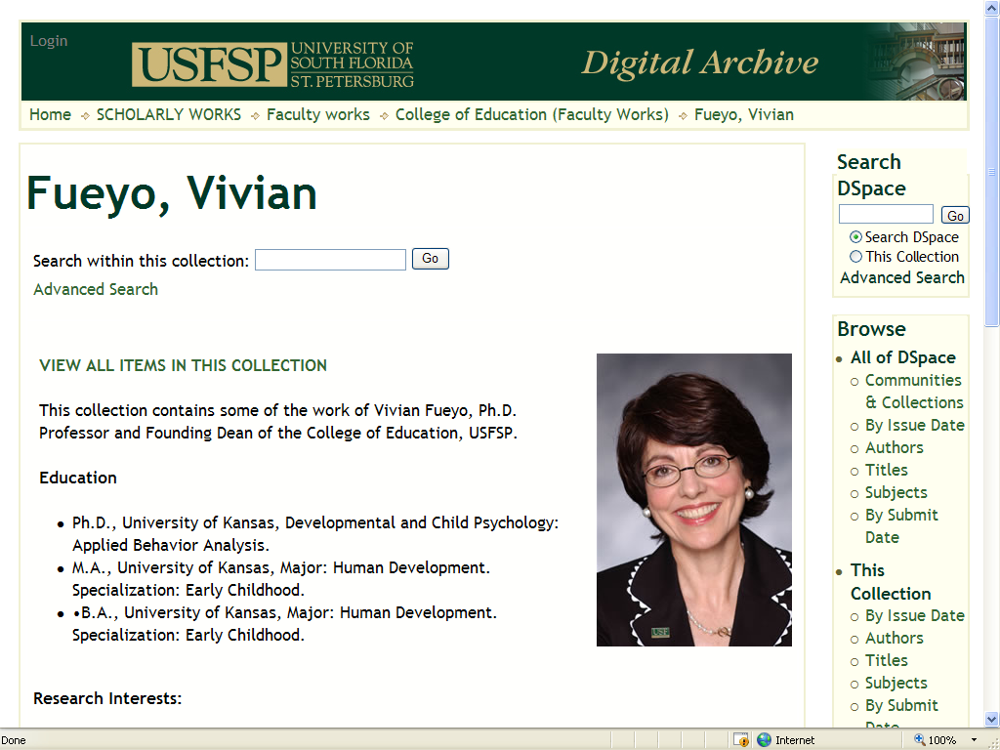 Login
USFSP
UNIVERSITY OF
SOUTH FLORIDA
ST. PETERSBURG
Digital Archive
Home SCHOLARLY WORKS Faculty works College of Education (Faculty Works) Fueyo, Vivian
Fueyo, Vivian
Search within this collection: Go
Advanced Search
VIEW ALL ITEMS IN THIS COLLECTION
This collection contains some of the work of Vivian Fueyo, Ph.D.
Professor and Founding Dean of the College of Education, USFSP.
Education
• Ph.D., University of Kansas, Developmental and Child Psychology:
Applied Behavior Analysis.
• M.A., University of Kansas, Major: Human Development.
Specialization: Early Childhood.
• •B.A., University of Kansas, Major: Human Development.
Specialization: Early Childhood.
Research Interests:
USF
Search
DSpace
Go
Search DSpace
This Collection
Advanced Search
Browse
• All of DSpace
Communities
& Collections
By Issue Date
Authors
Titles
Subjects
By Submit
Date
• This
Collection
By Issue Date
Authors
Titles
Subjects
By Submit
Date
Done
Internet
100%